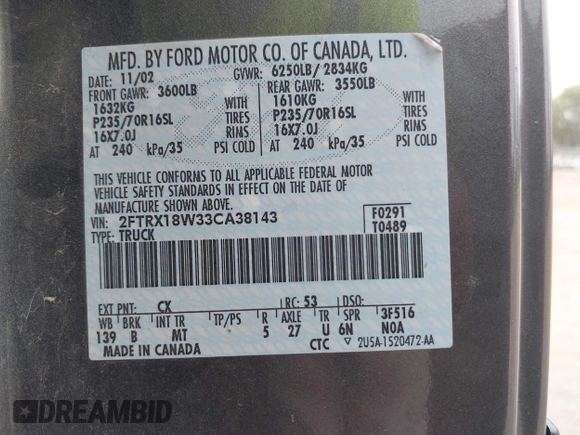 MFD. BY FORD MOTOR CO. OF CANADA, LTD.
DATE: 11/02 GVWR: 6250LB/ 2834KG
FRONT GAWR: 3600LB REAR GAWR: 3550LB
1632KG WITH 1610KG WITH
P235/70R16SL TIRES P235/70R16SL TIRES
16X7.0J RIMS 16X7.0J RIMS
AT 240 kPa/35 PSI COLD AT 240 kPa/35 PSI COLD
THIS VEHICLE CONFORMS TO ALL APPLICABLE FEDERAL MOTOR
VEHICLE SAFETY STANDARDS IN EFFECT ON THE DATE OF
MANUFACTURE SHOWN ABOVE.
VIN: 2FTRX18W33CA38143 F0291
TYPE: TRUCK T0489
EXT PNT: CX RC: 53 DSO:
WB BRK INT TR TP/PS R AXLE TR SPR 3F516
139 B MT 5 27 U 6N NOA
MADE IN CANADA CTC ▽ 2U5A-1520472-AA
DREAMBID